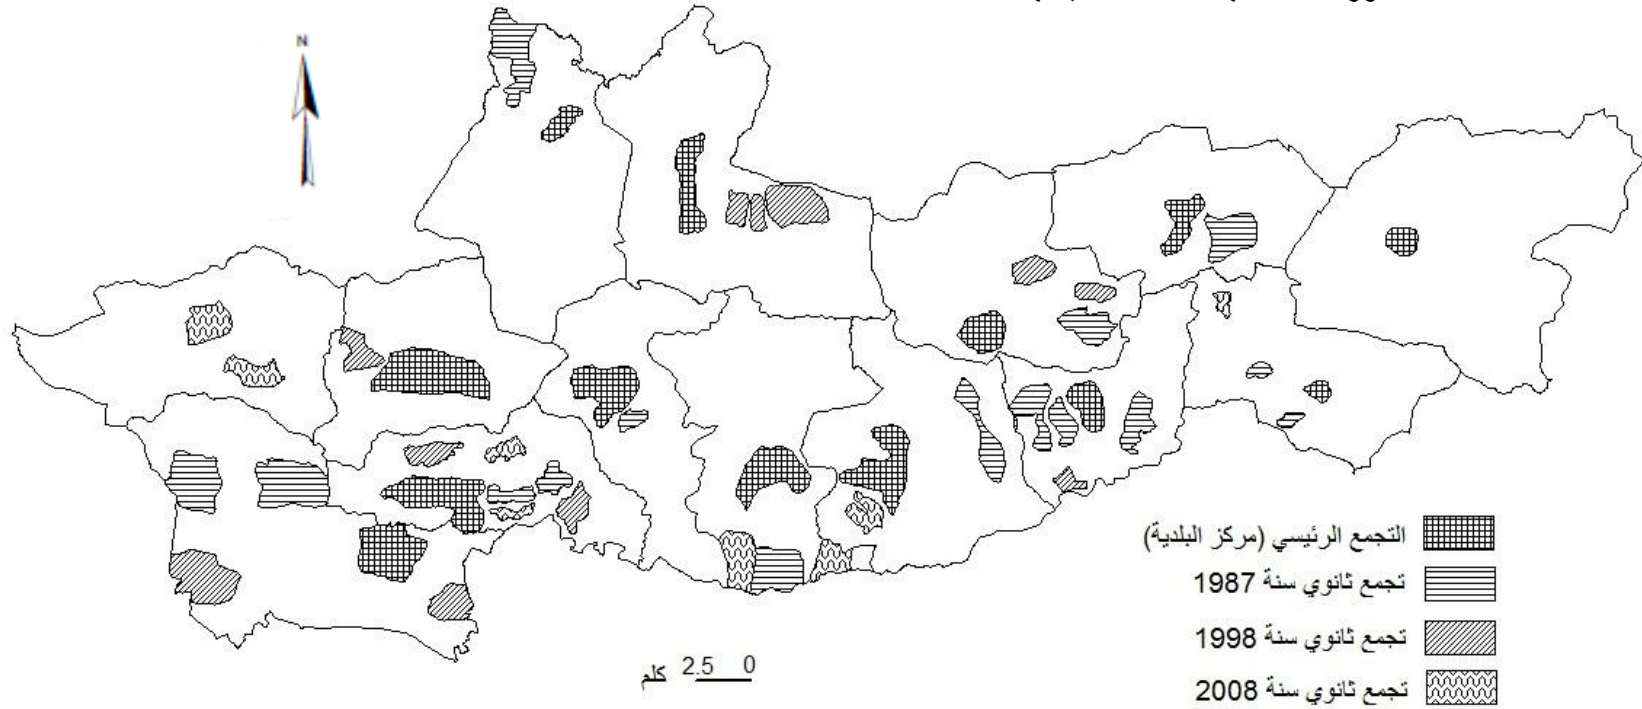 N
التجمع الرئيسي (مركز البلدية)
تجمع ثانوي سنة 1987
تجمع ثانوي سنة 1998
تجمع ثانوي سنة 2008
كلم 2.5 0